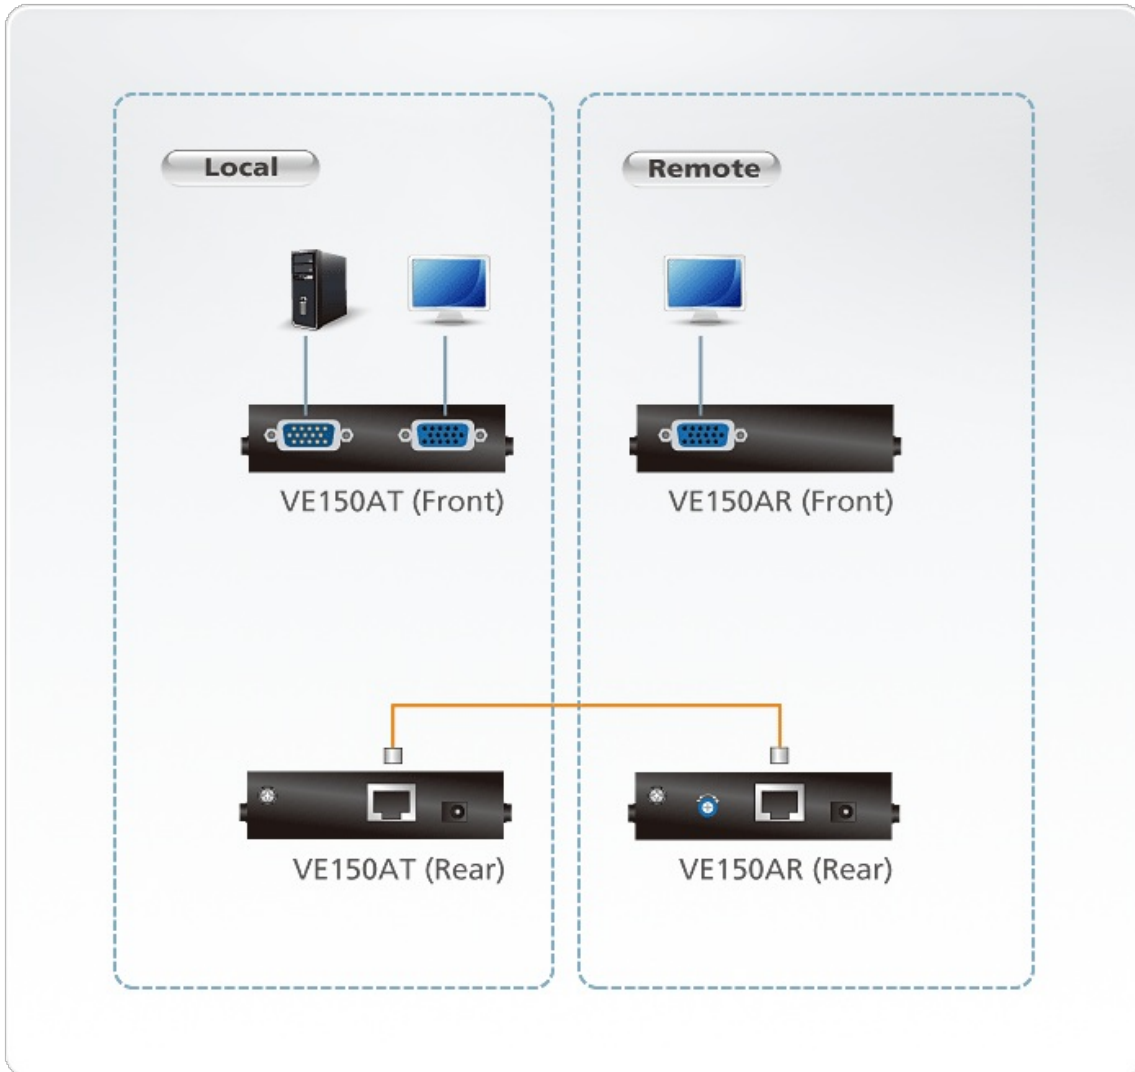 Local
Remote
VE150AT (Front)
VE150AR (Front)
VE150AT (Rear)
VE150AR (Rear)